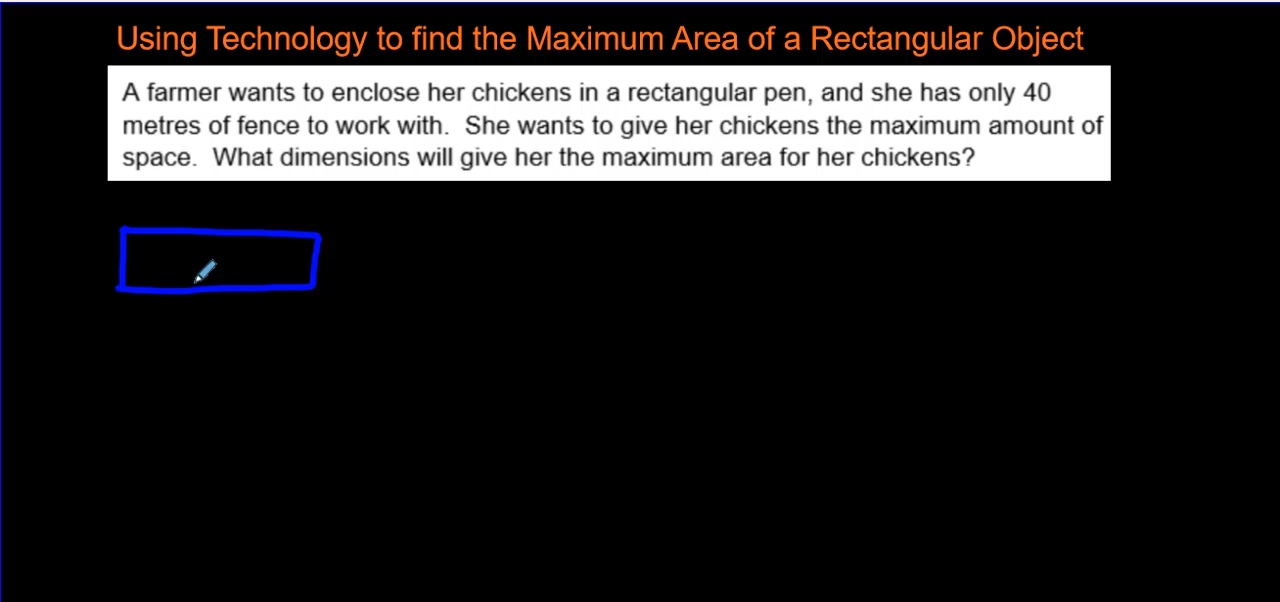 Using Technology to find the Maximum Area of a Rectangular Object
A farmer wants to enclose her chickens in a rectangular pen, and she has only 40
metres of fence to work with.  She wants to give her chickens the maximum amount of
space.  What dimensions will give her the maximum area for her chickens?